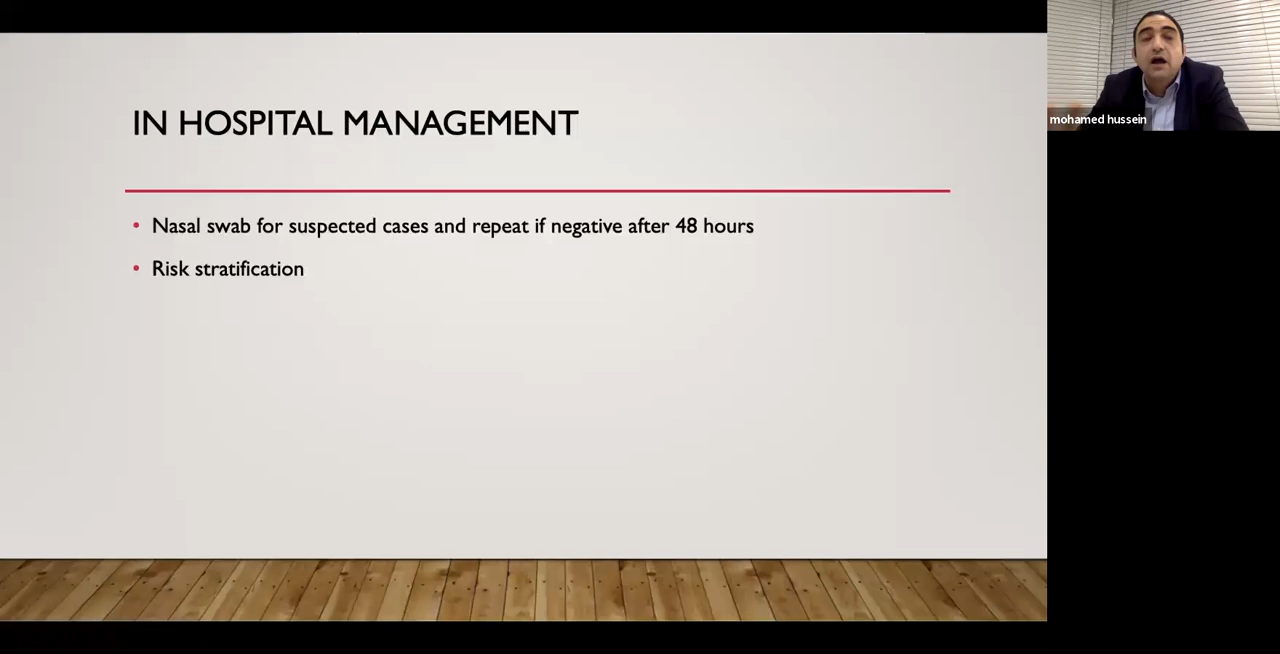 IN HOSPITAL MANAGEMENT
• Nasal swab for suspected cases and repeat if negative after 48 hours
• Risk stratification
mohamed hussein